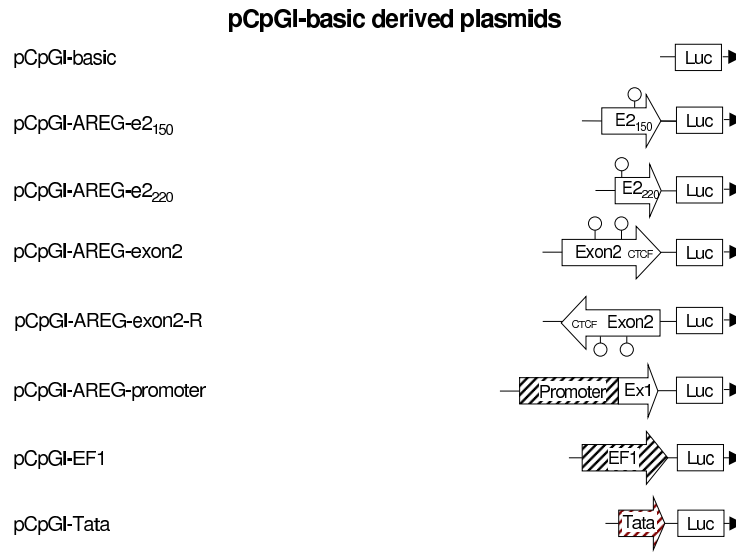 pCpGl-basic derived plasmids
pCpGl-basic Luc
pCpGl-AREG-e2150 E2150 Luc
pCpGl-AREG-e2220 E2220 Luc
pCpGl-AREG-exon2 Exon2 CTCF Luc
pCpGl-AREG-exon2-R CTCF Exon2 Luc
pCpGl-AREG-promoter Promoter Ex1 Luc
pCpGl-EF1 EF1 Luc
pCpGl-Tata Tata Luc